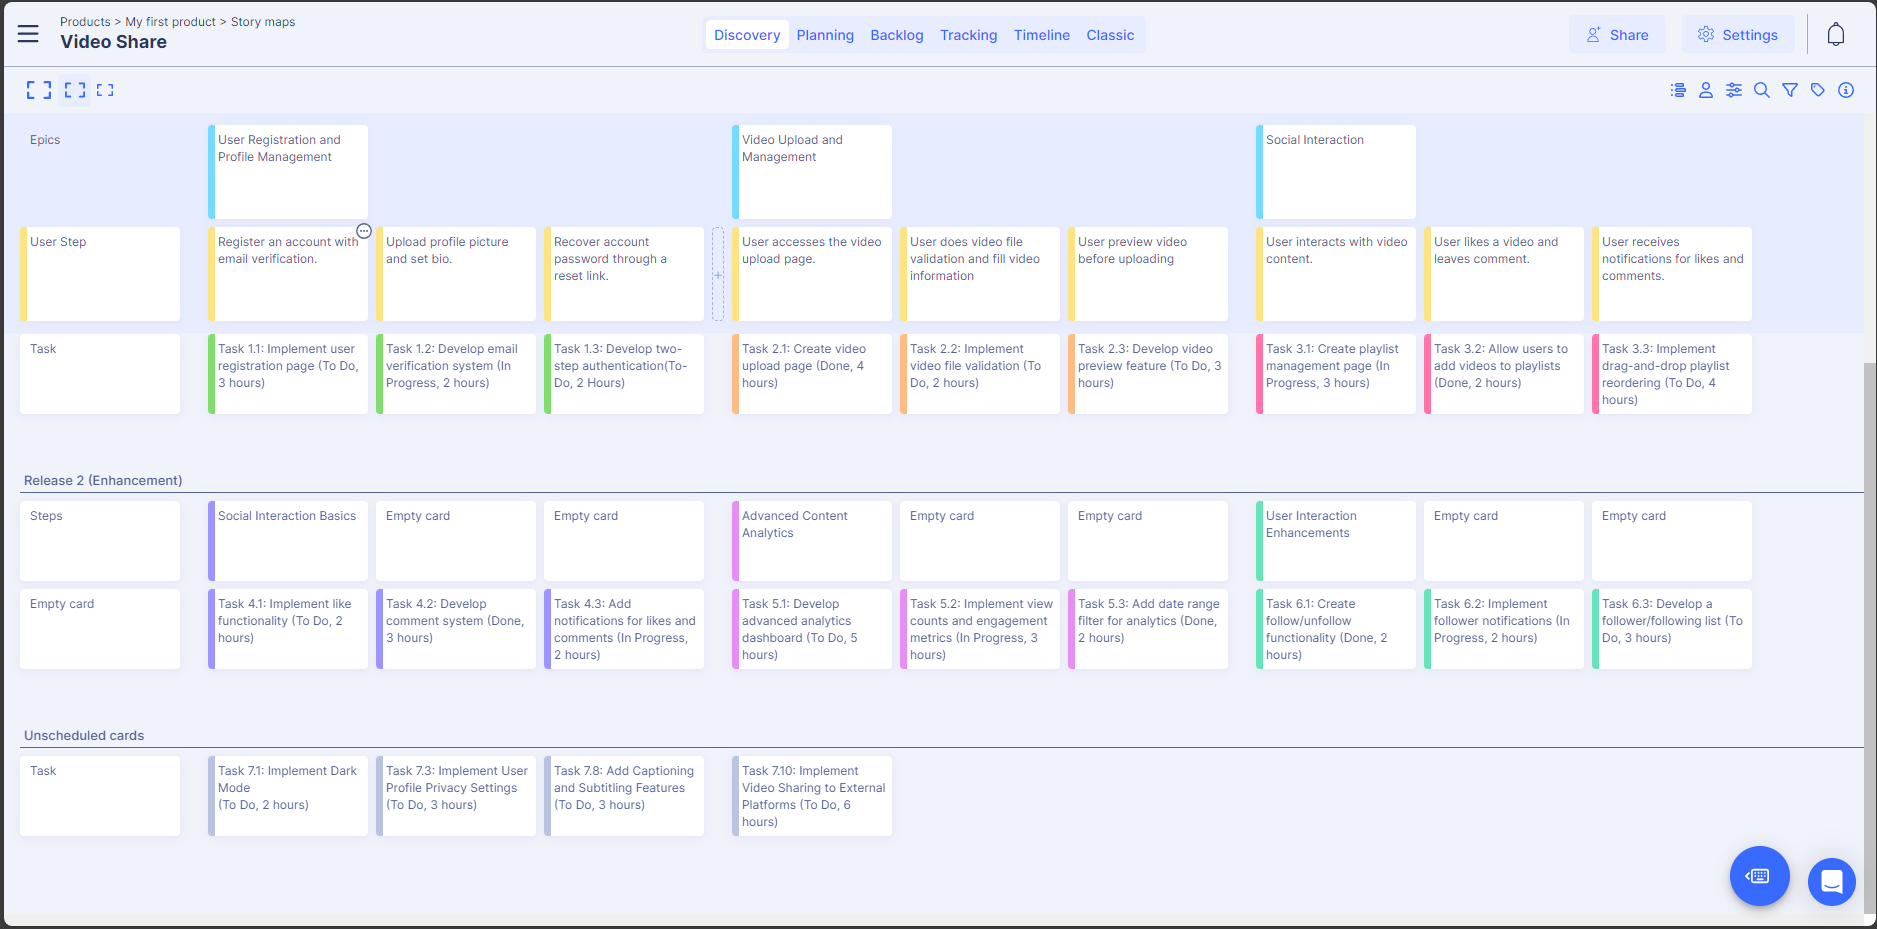 Products > My first product > Story maps
Video Share
Discovery
Planning
Backlog
Tracking
Timeline
Classic
Share
Settings
Epics
User Registration and
Profile Management
Video Upload and
Management
Social Interaction
User Step
Register an account with
email verification.
Upload profile picture
and set bio.
Recover account
password through a
reset link.
+
User accesses the video
upload page.
User does video file
validation and fill video
information
User preview video
before uploading
User interacts with video
content.
User likes a video and
leaves comment.
User receives
notifications for likes and
comments.
Task
Task 1.1: Implement user
registration page (To Do,
3 hours)
Task 1.2: Develop email
verification system (In
Progress, 2 hours)
Task 1.3: Develop two-
step authentication(To-
Do, 2 Hours)
Task 2.1: Create video
upload page (Done, 4
hours)
Task 2.2: Implement
video file validation (To
Do, 2 hours)
Task 2.3: Develop video
preview feature (To Do, 3
hours)
Task 3.1: Create playlist
management page (In
Progress, 3 hours)
Task 3.2: Allow users to
add videos to playlists
(Done, 2 hours)
Task 3.3: Implement
drag-and-drop playlist
reordering (To Do, 4
hours)
Release 2 (Enhancement)
Steps
Social Interaction Basics
Empty card
Empty card
Advanced Content
Analytics
Empty card
Empty card
User Interaction
Enhancements
Empty card
Empty card
Empty card
Task 4.1: Implement like
functionality (To Do, 2
hours)
Task 4.2: Develop
comment system (Done,
3 hours)
Task 4.3: Add
notifications for likes and
comments (In Progress,
2 hours)
Task 5.1: Develop
advanced analytics
dashboard (To Do, 5
hours)
Task 5.2: Implement view
counts and engagement
metrics (In Progress, 3
hours)
Task 5.3: Add date range
filter for analytics (Done,
2 hours)
Task 6.1: Create
follow/unfollow
functionality (Done, 2
hours)
Task 6.2: Implement
follower notifications (In
Progress, 2 hours)
Task 6.3: Develop a
follower/following list (To
Do, 3 hours)
Unscheduled cards
Task
Task 7.1: Implement Dark
Mode
(To Do, 2 hours)
Task 7.3: Implement User
Profile Privacy Settings
(To Do, 3 hours)
Task 7.8: Add Captioning
and Subtitling Features
(To Do, 3 hours)
Task 7.10: Implement
Video Sharing to External
Platforms (To Do, 6
hours)